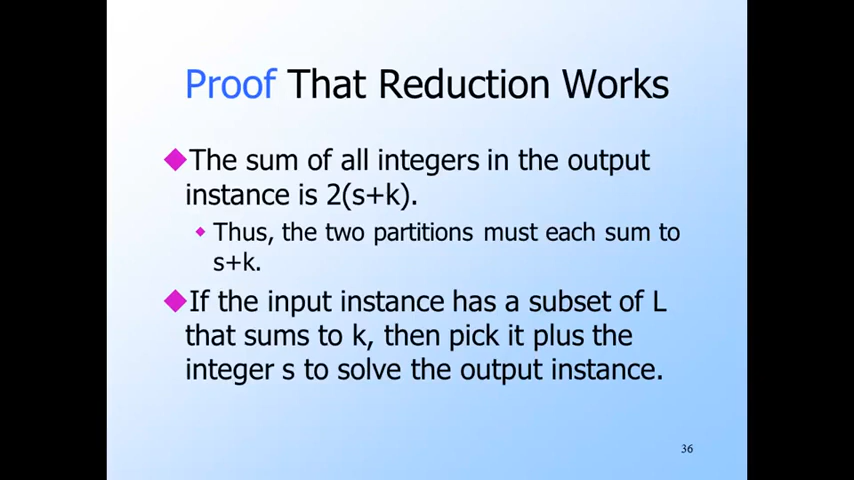 Proof That Reduction Works
The sum of all integers in the output
instance is 2(s+k).
Thus, the two partitions must each sum to
s+k.
If the input instance has a subset of L
that sums to k, then pick it plus the
integer s to solve the output instance.
36